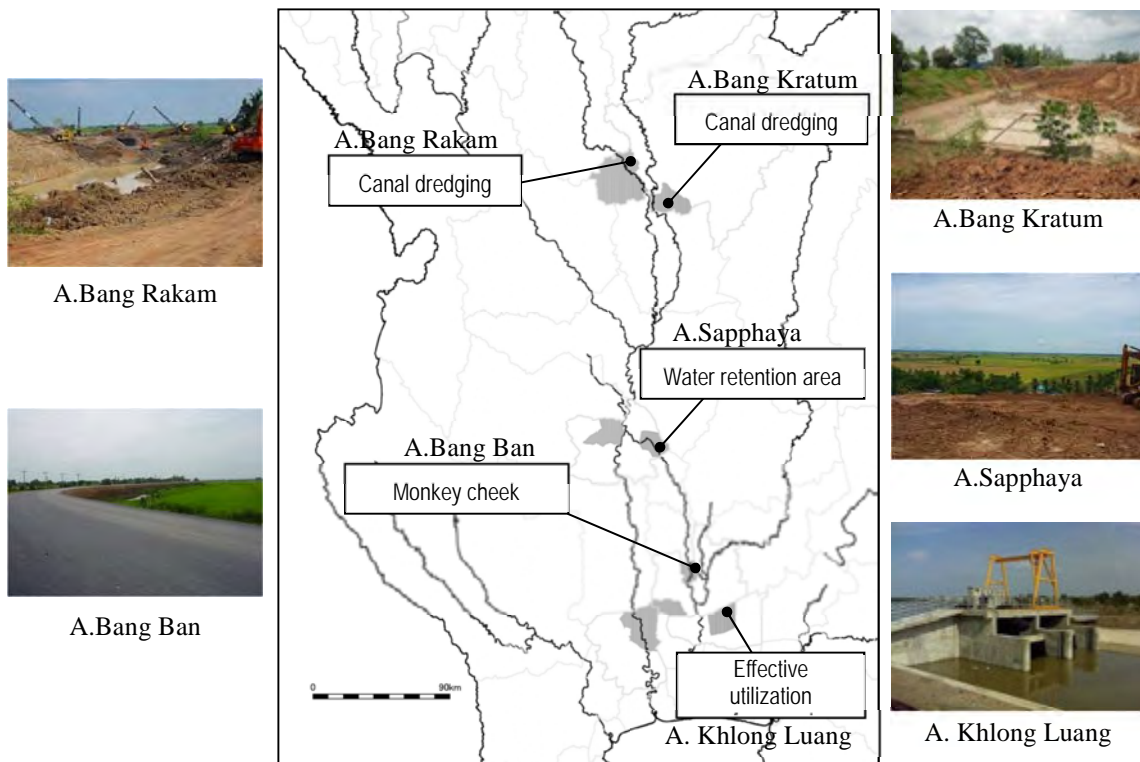 A.Bang Rakam
A.Bang Ban
A.Bang Kratum
Canal dredging
A.Bang Rakam
Canal dredging
A.Sapphaya
Water retention area
A.Bang Ban
Monkey cheek
Effective
utilization
A. Khlong Luang
0 90km
A.Bang Kratum
A.Sapphaya
A. Khlong Luang